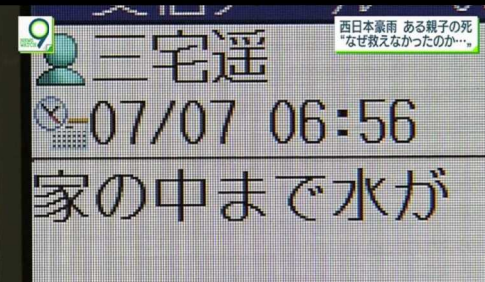 9
西日本豪雨 ある親子の死
“なぜ救えなかったのか…„
三宅遥
07/07 06:56
家の中まで水が